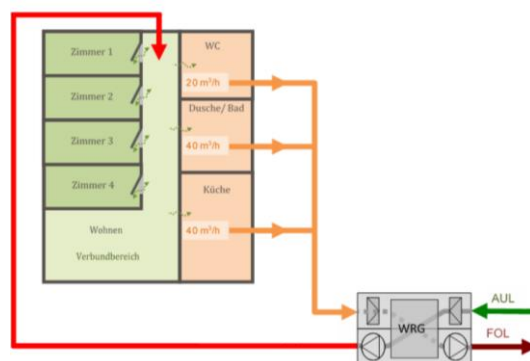 Zimmer 1
WC
20 m³/h
Zimmer 2
Dusche/ Bad
Zimmer 3
40 m³/h
Zimmer 4
Küche
Wohnen
40 m³/h
Verbundbereich
AUL
WRG
FOL